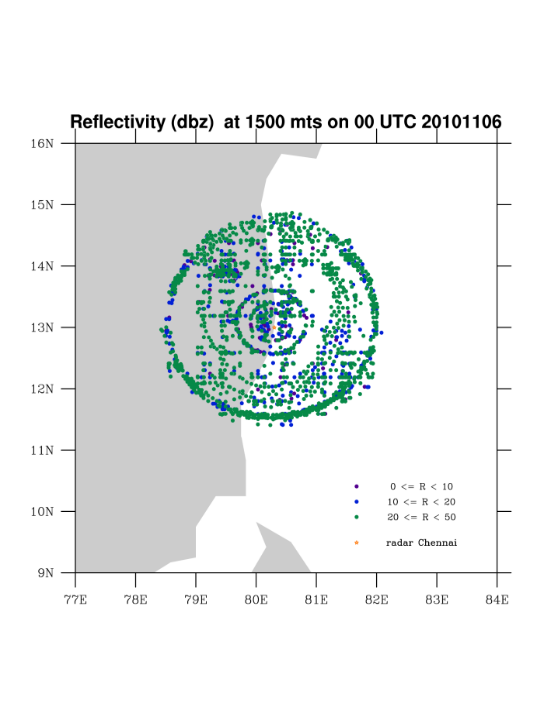 Reflectivity (dbz)  at 1500 mts on 00 UTC 20101106
16N
15N
14N
13N
12N
11N
10N
9N
0 <= R < 10
10 <= R < 20
20 <= R < 50
radar Chennai
77E 78E 79E 80E 81E 82E 83E 84E